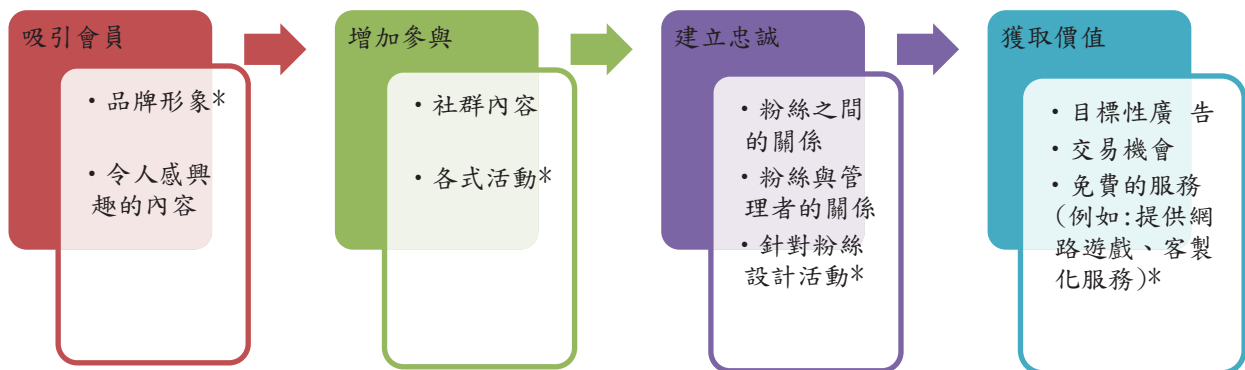 吸引會員
・品牌形象*
・令人感興
趣的內容
增加參與
・社群內容
・各式活動*
建立忠誠
・粉絲之間
的關係
・粉絲與管
理者的關係
・針對粉絲
設計活動*
獲取價值
・目標性廣 告
・交易機會
・免費的服務
(例如:提供網
路遊戲、客製
化服務)*